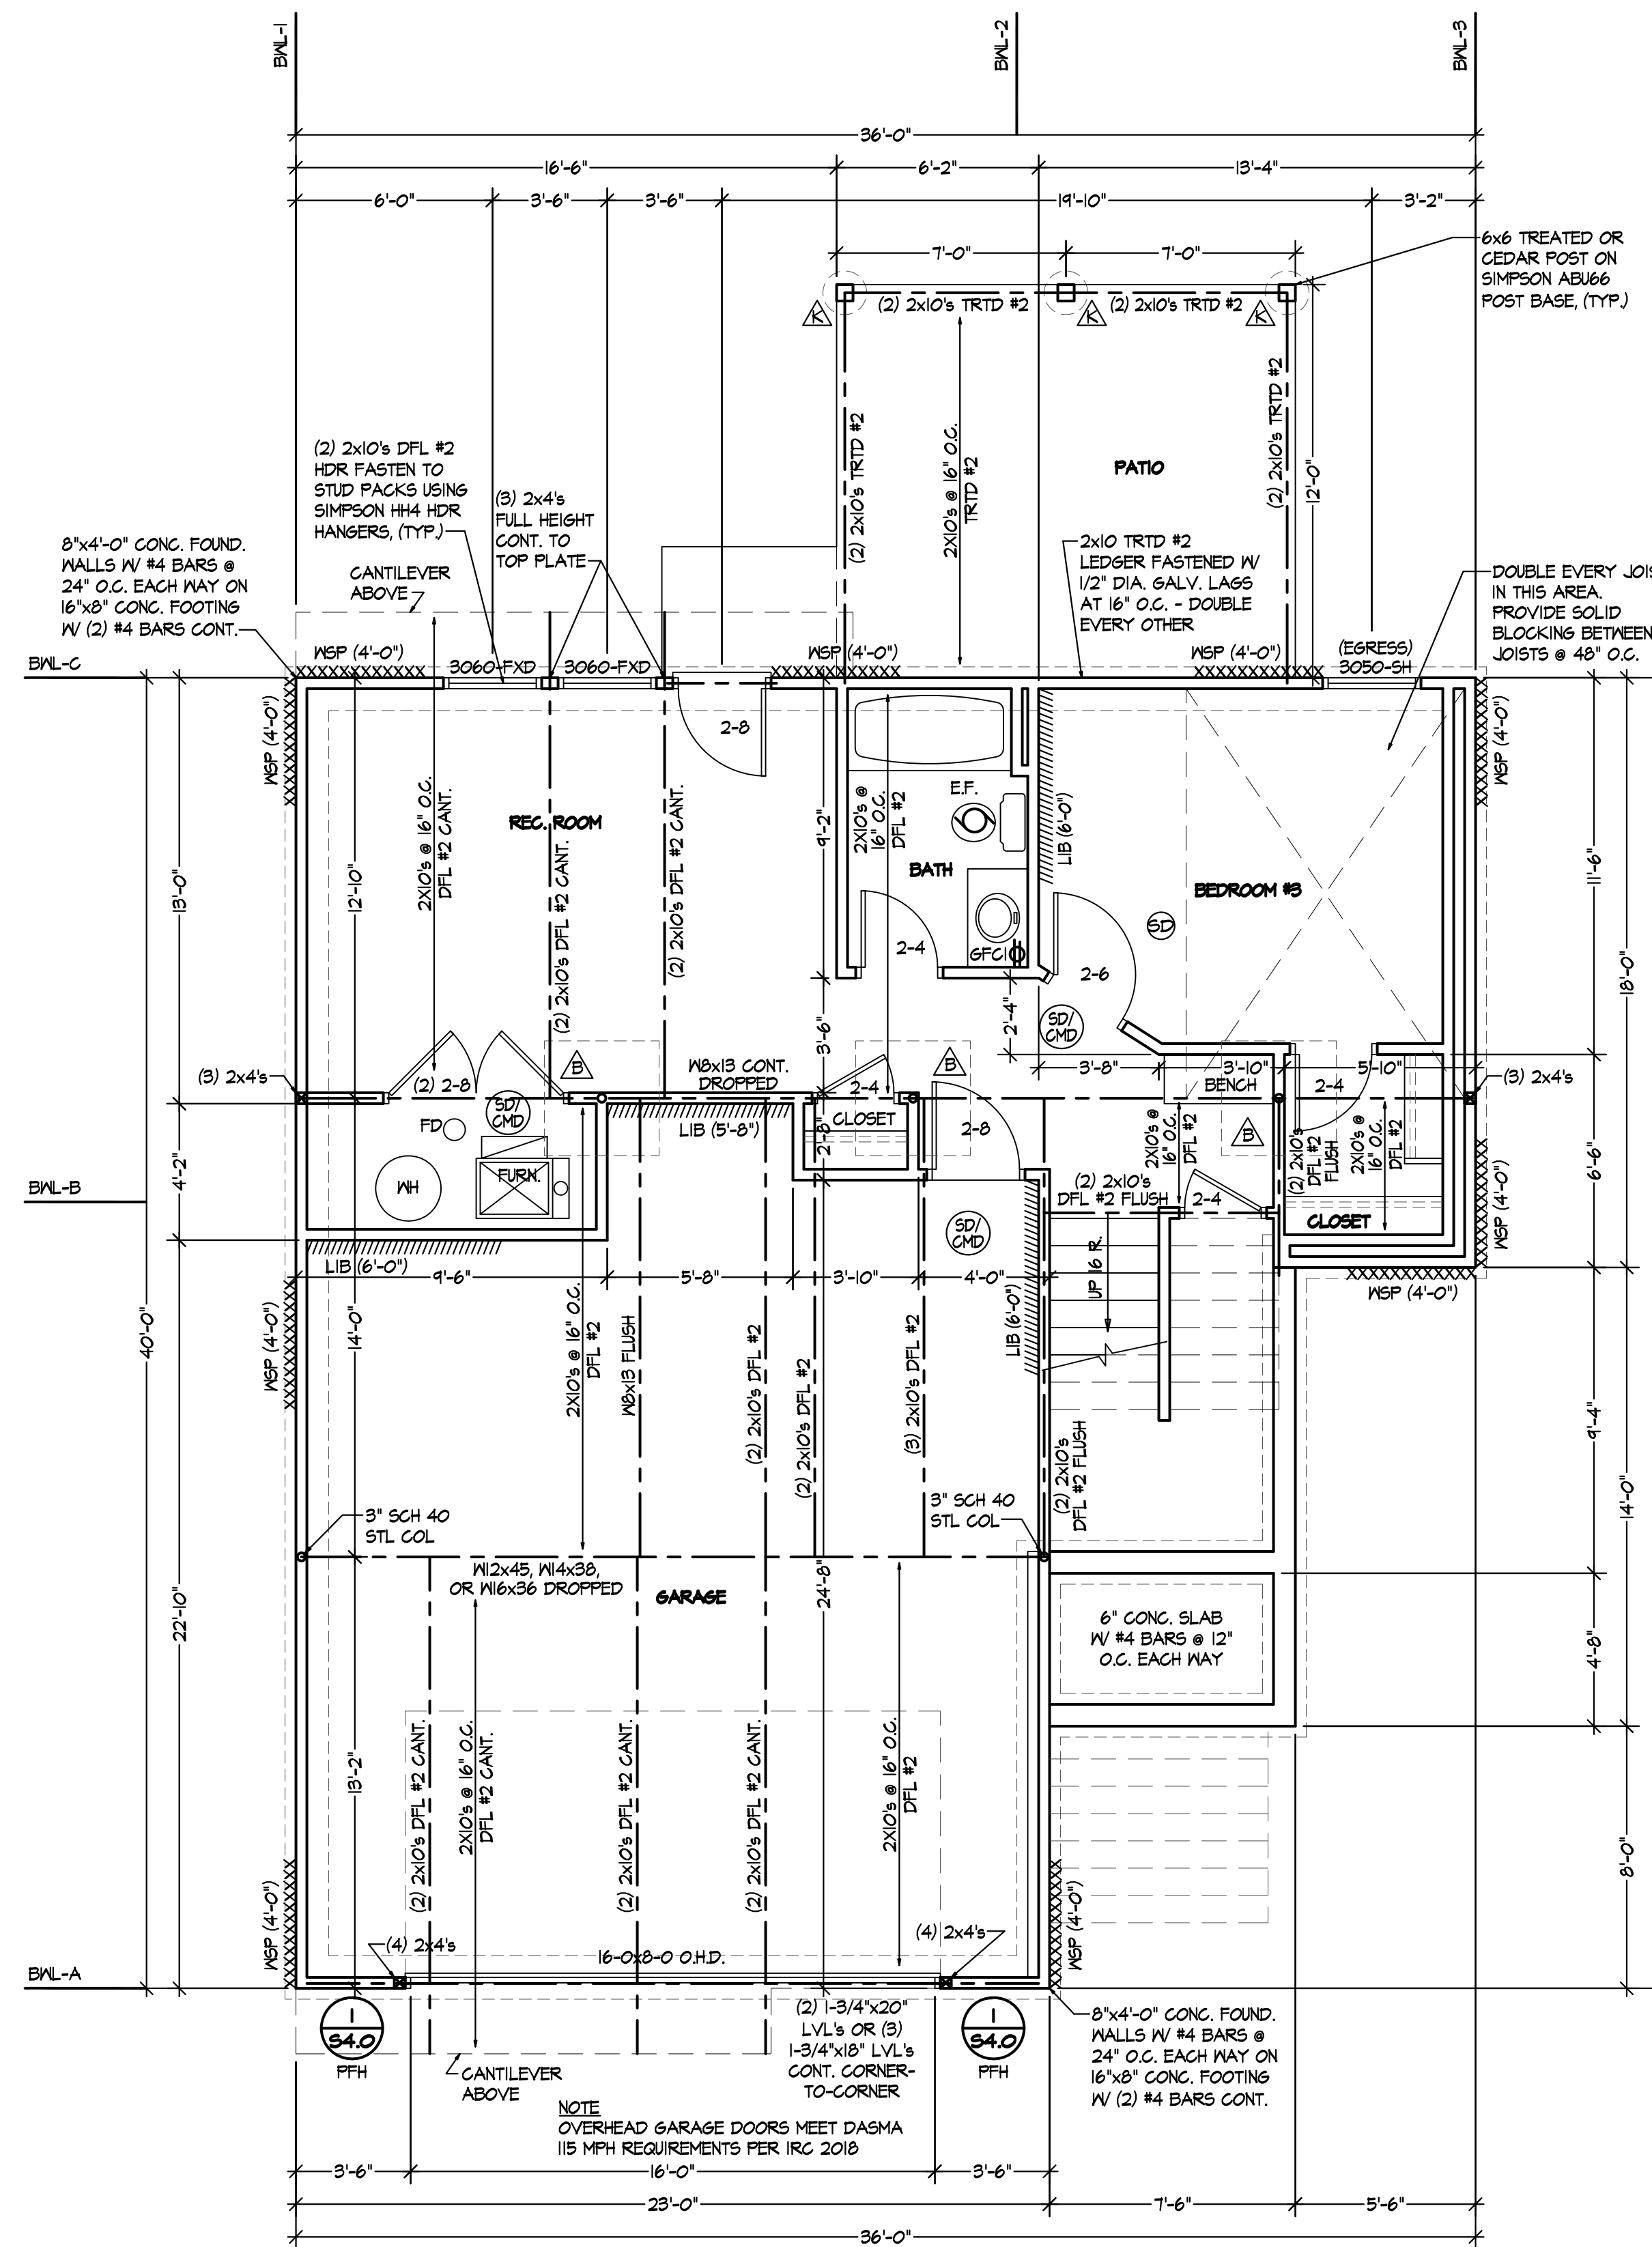 BWL-1
BWL-2
BWL-3
36'-0"
16'-6"
6'-2"
13'-4"
6'-0"
3'-6"
3'-6"
19'-10"
3'-2"
7'-0"
7'-0"
6x6 TREATED OR
CEDAR POST ON
SIMPSON ABU66
POST BASE, (TYP.)
(2) 2x10's TRTD #2
(2) 2x10's TRTD #2
K
K
K
(2) 2x10's TRTD #2
2X10's @ 16" O.C.
TRTD #2
PATIO
(2) 2x10's TRTD #2
12'-0"
(2) 2x10's DFL #2
HDR FASTEN TO
STUD PACKS USING
SIMPSON HH4 HDR
HANGERS, (TYP.)
(3) 2x4's
FULL HEIGHT
CONT. TO
TOP PLATE
8"x4'-0" CONC. FOUND.
WALLS W/ #4 BARS @
24" O.C. EACH WAY ON
16"x8" CONC. FOOTING
W/ (2) #4 BARS CONT.
CANTILEVER
ABOVE
2x10 TRTD #2
LEDGER FASTENED W/
1/2" DIA. GALV. LAGS
AT 16" O.C. - DOUBLE
EVERY OTHER
DOUBLE EVERY JOIS
IN THIS AREA.
PROVIDE SOLID
BLOCKING BETWEEN
JOISTS @ 48" O.C.
BWL-C
WSP (4'-0")
3060-FXD
3060-FXD
WSP (4'-0")
WSP (4'-0")
(EGRESS)
3050-SH
WSP (4'-0")
WSP (4'-0")
2-8
2X10's @ 16" O.C.
DFL #2 CANT.
REC. ROOM
(2) 2x10's DFL #2 CANT.
(2) 2x10's DFL #2 CANT.
12'-10"
13'-0"
9'-2"
2X10's @
16" O.C.
DFL #2
E.F.
BATH
LIB (6'-0")
BEDROOM #3
SD
11'-6"
18'-0"
2-4
GFCI
2-6
2'-4"
SD/
CMD
3'-6"
(3) 2x4's
(2) 2-8
B
W8x13 CONT.
DROPPED
B
2-4
3'-8"
3'-10"
5'-10"
BENCH
2-4
(3) 2x4's
FD
SD/
CMD
LIB (5'-8")
2'-8"
CLOSET
2-8
2X10's @
16" O.C.
DFL #2
B
(2) 2x10's
DFL #2
FLUSH
2X10's @
16" O.C.
DFL #2
6'-6"
4'-2"
BWL-B
WH
FURN.
(2) 2x10's
DFL #2 FLUSH
2-4
CLOSET
WSP (4'-0")
SD/
CMD
UP 16 R.
LIB (6'-0")
9'-6"
5'-8"
3'-10"
4'-0"
WSP (4'-0")
40'-0"
WSP (4'-0")
14'-0"
2X10's @ 16" O.C.
DFL #2
W8x13 FLUSH
(2) 2x10's DFL #2
(2) 2x10's DFL #2
(3) 2x10's DFL #2
LIB (6'-0")
(2) 2x10's
DFL #2 FLUSH
9'-4"
14'-0"
3" SCH 40
STL COL
3" SCH 40
STL COL
W12x45, W14x38,
OR W16x36 DROPPED
GARAGE
24'-8"
22'-10"
6" CONC. SLAB
W/ #4 BARS @ 12"
O.C. EACH WAY
4'-8"
13'-2"
(2) 2x10's DFL #2 CANT.
2X10's @ 16" O.C.
DFL #2 CANT.
(2) 2x10's DFL #2 CANT.
(2) 2x10's DFL #2 CANT.
2X10's @ 16" O.C.
DFL #2
8'-0"
WSP (4'-0")
(4) 2x4's
16-0x8-0 O.H.D.
(4) 2x4's
WSP (4'-0")
BWL-A
1
S4.0
PFH
CANTILEVER
ABOVE
(2) 1-3/4"x20"
LVL's OR (3)
1-3/4"x18" LVL's
CONT. CORNER-
TO-CORNER
1
S4.0
PFH
8"x4'-0" CONC. FOUND.
WALLS W/ #4 BARS @
24" O.C. EACH WAY ON
16"x8" CONC. FOOTING
W/ (2) #4 BARS CONT.
NOTE
OVERHEAD GARAGE DOORS MEET DASMA
115 MPH REQUIREMENTS PER IRC 2018
3'-6"
16'-0"
3'-6"
23'-0"
7'-6"
5'-6"
36'-0"